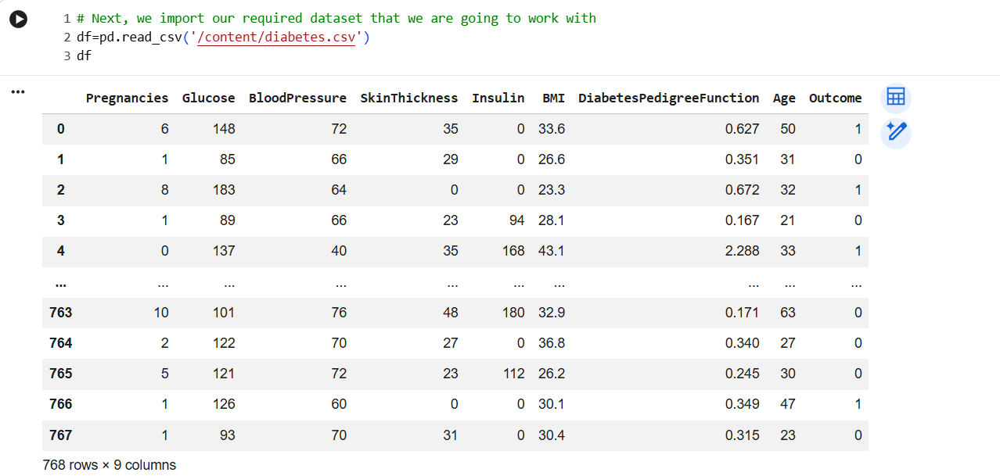 1 # Next, we import our required dataset that we are going to work with
2 df=pd.read_csv('/content/diabetes.csv')
3 df
...
Pregnancies Glucose BloodPressure SkinThickness Insulin BMI DiabetesPedigreeFunction Age Outcome
0 6 148 72 35 0 33.6 0.627 50 1
1 1 85 66 29 0 26.6 0.351 31 0
2 8 183 64 0 0 23.3 0.672 32 1
3 1 89 66 23 94 28.1 0.167 21 0
4 0 137 40 35 168 43.1 2.288 33 1
... ... ... ... ... ... ... ... ... ...
763 10 101 76 48 180 32.9 0.171 63 0
764 2 122 70 27 0 36.8 0.340 27 0
765 5 121 72 23 112 26.2 0.245 30 0
766 1 126 60 0 0 30.1 0.349 47 1
767 1 93 70 31 0 30.4 0.315 23 0
768 rows × 9 columns